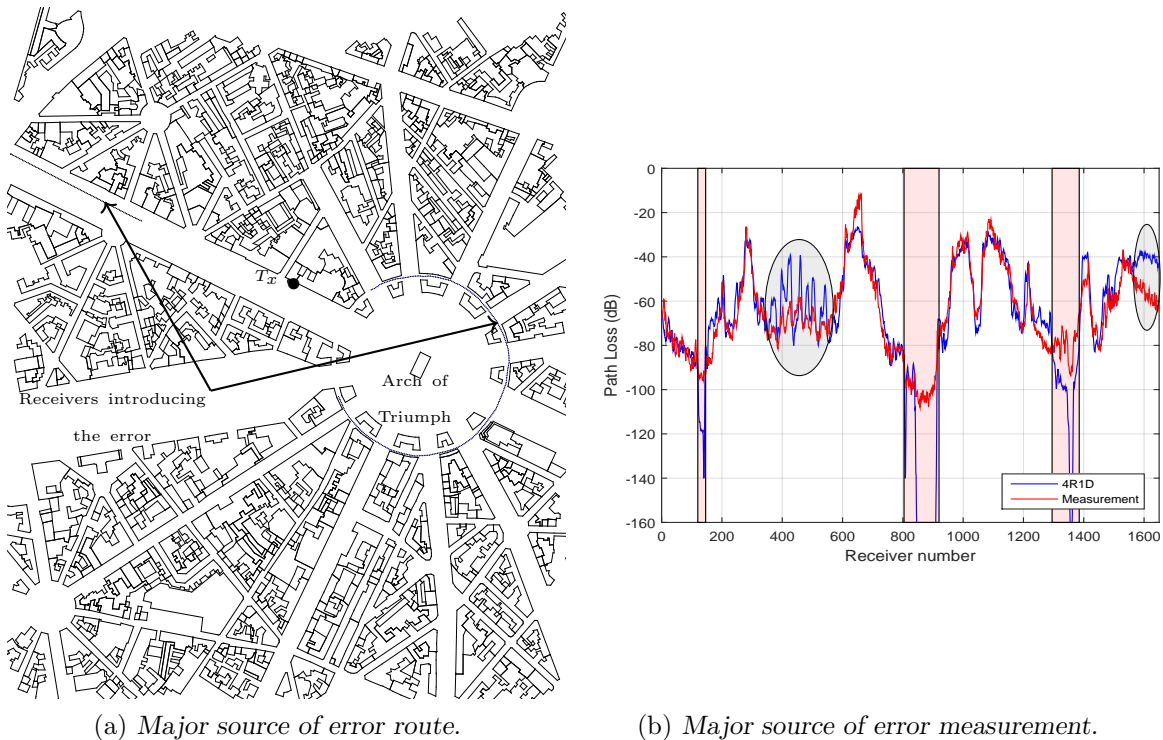 Tx
Arch of
Receivers introducing
Triumph
the error
0
-20
-40
-60
-80
-100
-120
-140
-160
Path Loss (dB)
4R1D
Measurement
0 200 400 600 800 1000 1200 1400 1600
Receiver number
(a) Major source of error route.
(b) Major source of error measurement.